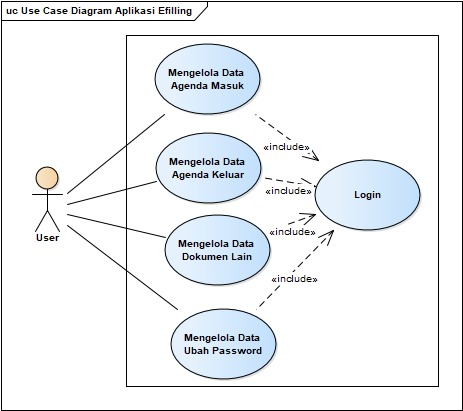 uc Use Case Diagram Aplikasi Efilling
Mengelola Data
Agenda Masuk
«include»
Mengelola Data
Agenda Keluar
«include»
Login
User
Mengelola Data
Dokumen Lain
«include»
«include»
Mengelola Data
Ubah Password